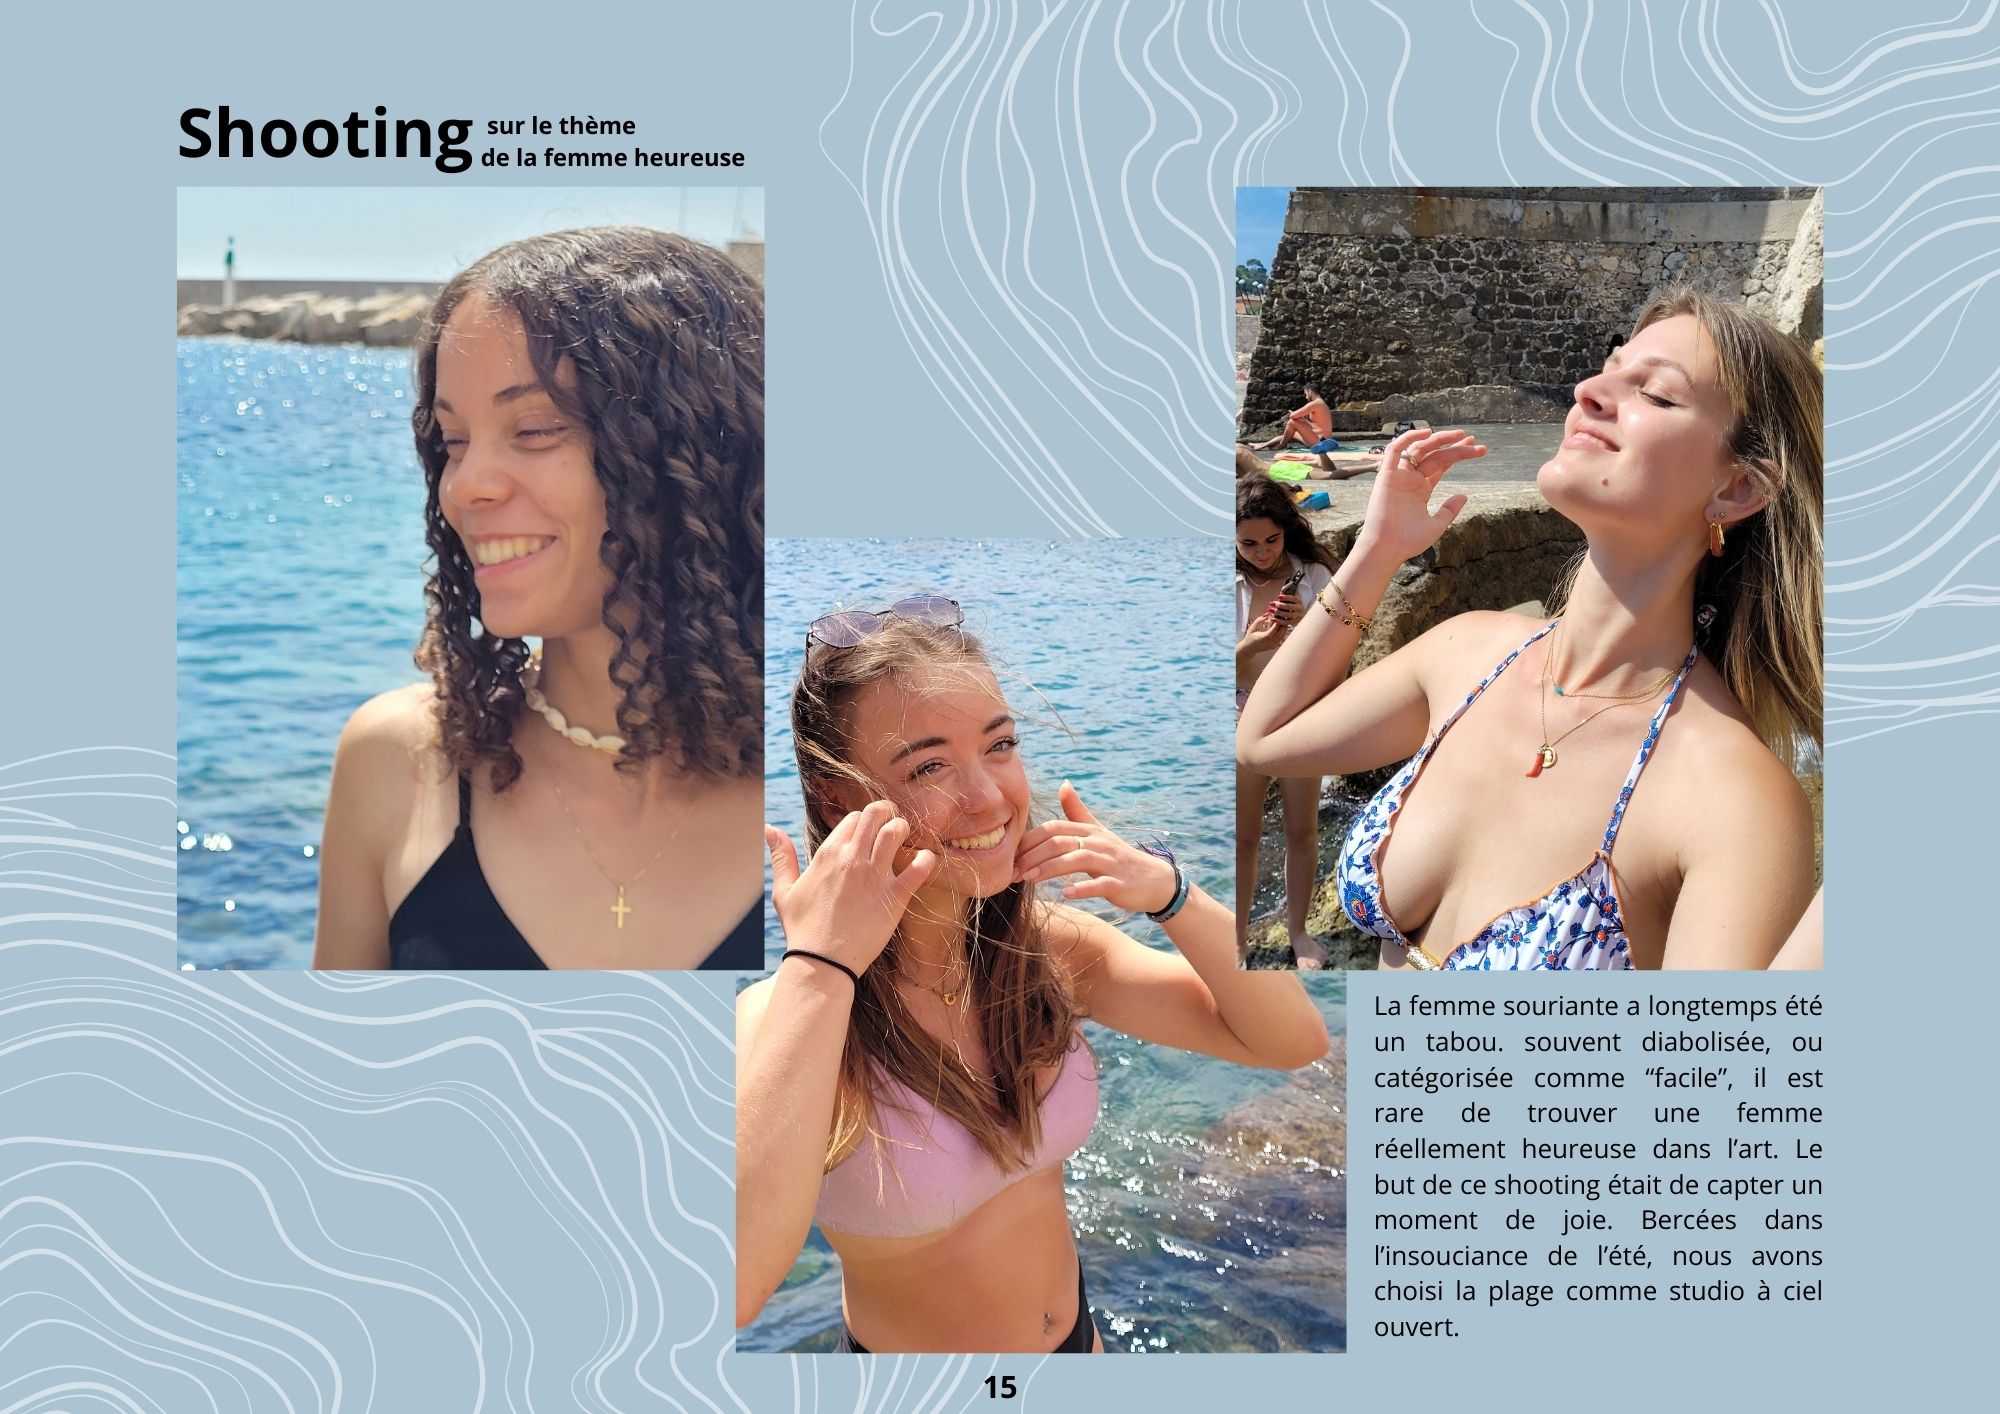 Shooting sur le thème
de la femme heureuse
La femme souriante a longtemps été
un tabou. souvent diabolisée, ou
catégorisée comme “facile”, il est
rare de trouver une femme
réellement heureuse dans l’art. Le
but de ce shooting était de capter un
moment de joie. Bercées dans
l’insouciance de l’été, nous avons
choisi la plage comme studio à ciel
ouvert.
15